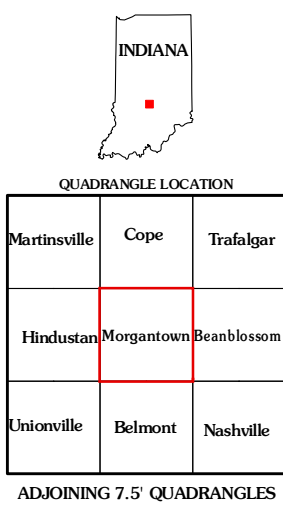 INDIANA
QUADRANGLE LOCATION
Martinsville Cope Trafalgar
Hindustan Morgantown Beanblossom
Unionville Belmont Nashville
ADJOINING 7.5' QUADRANGLES